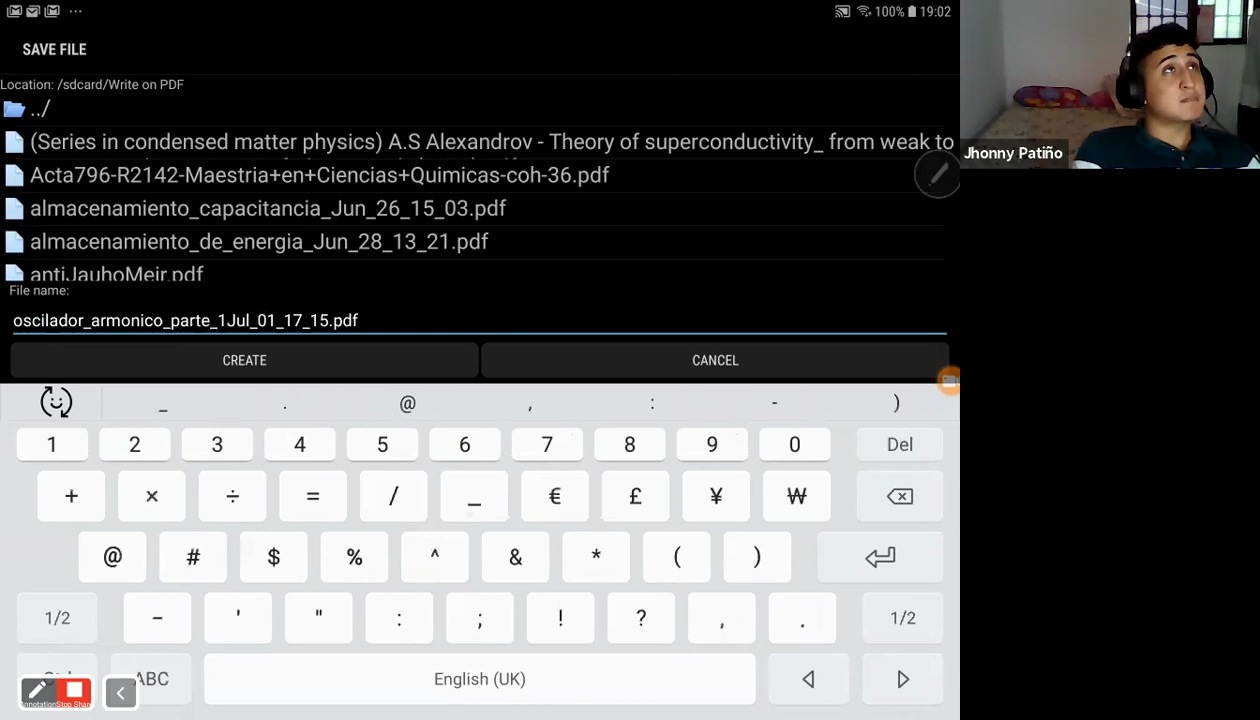 100% 19:02
SAVE FILE
Location: /sdcard/Write on PDF
../
(Series in condensed matter physics) A.S Alexandrov - Theory of superconductivity_ from weak to
Acta796-R2142-Maestria+en+Ciencias+Quimicas-coh-36.pdf
almacenamiento_capacitancia_Jun_26_15_03.pdf
almacenamiento_de_energia_Jun_28_13_21.pdf
antiJauhoMeir.pdf
File name:
oscilador_armonico_parte_1Jul_01_17_15.pdf
CREATE CANCEL
_ . @ , : - )
1 2 3 4 5 6 7 8 9 0 Del
+ × ÷ = / _ € £ ¥ ₩
@ # $ % ^ & * ( )
1/2 - ' " : ; ! ? , . 1/2
ABC English (UK)
Annotation Stop Share
Jhonny Patiño